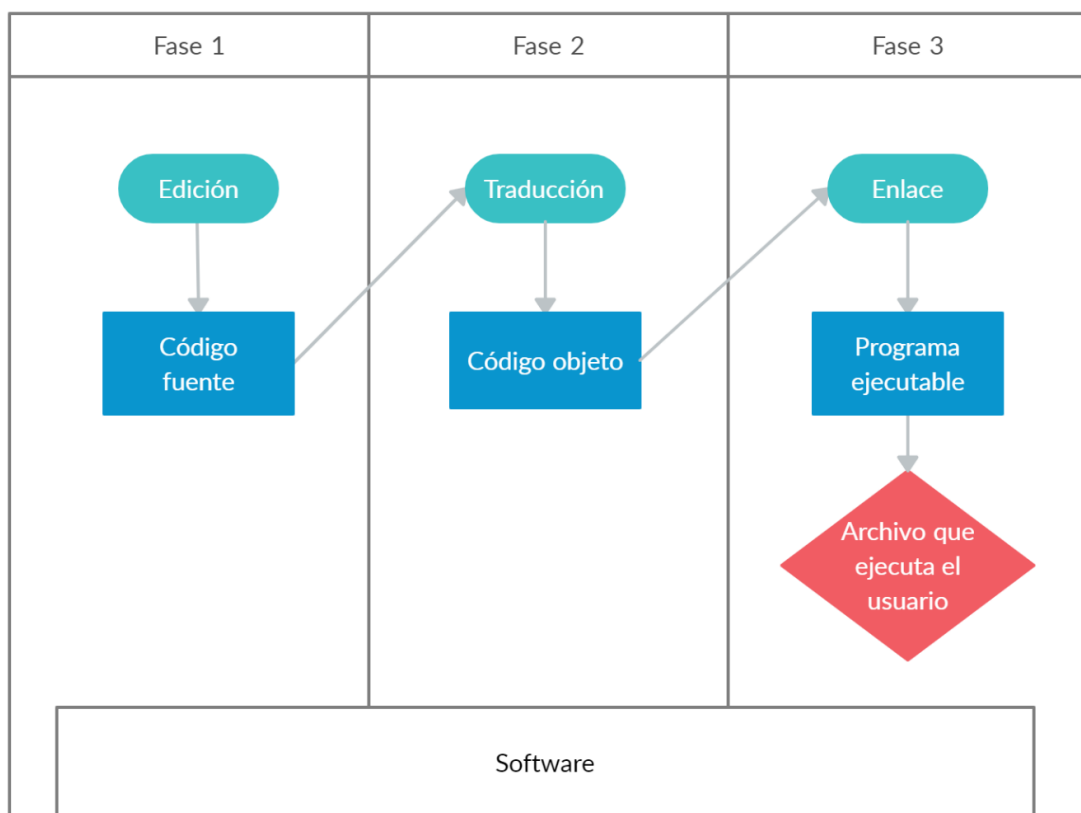 Fase 1
Fase 2
Fase 3
Edición
Traducción
Enlace
Código
fuente
Código objeto
Programa
ejecutable
Archivo que
ejecuta el
usuario
Software